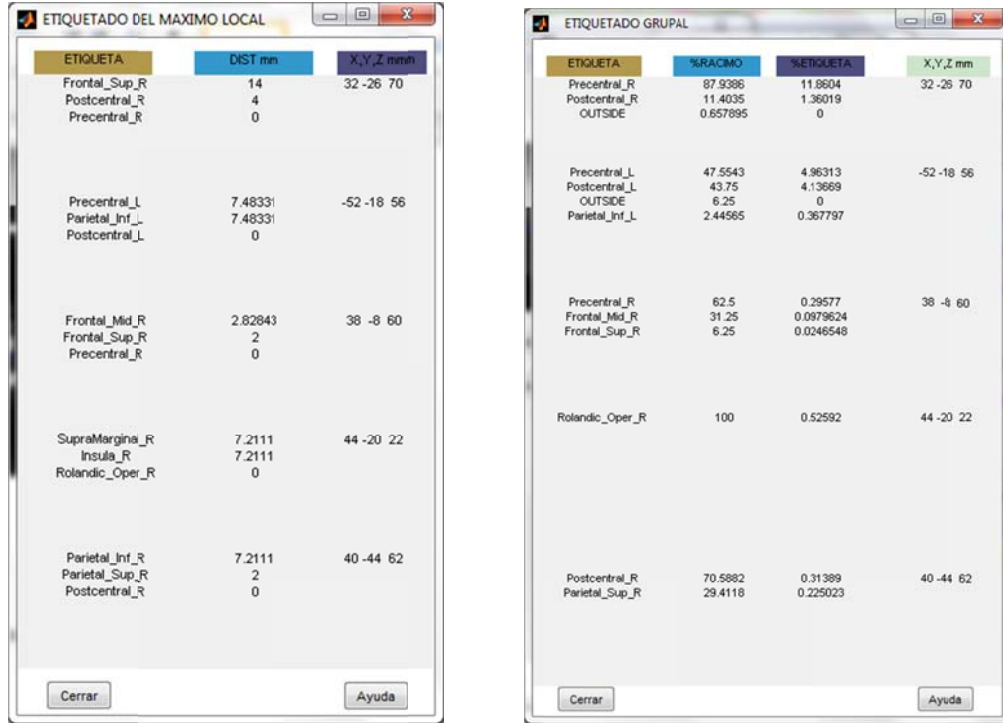 ETIQUETADO DEL MAXIMO LOCAL
ETIQUETA DIST mm X,Y,Z mmm
Frontal_Sup_R 14 32 -26 70
Postcentral_R 4
Precentral_R 0
Precentral_L 7.48331 -52 -18 56
Parietal_Inf_L 7.48331
Postcentral_L 0
Frontal_Mid_R 2.82843 38 -8 60
Frontal_Sup_R 2
Precentral_R 0
SupraMargina_R 7.2111 44 -20 22
Insula_R 7.2111
Rolandic_Oper_R 0
Parietal_Inf_R 7.2111 40 -44 62
Parietal_Sup_R 2
Postcentral_R 0
Cerrar Ayuda
ETIQUETADO GRUPAL
ETIQUETA %RACIMO %ETIQUETA X,Y,Z mm
Precentral_R 87.9386 11.8604 32 -26 70
Postcentral_R 11.4035 1.36019
OUTSIDE 0.657895 0
Precentral_L 47.5543 4.96313 -52 -18 56
Postcentral_L 43.75 4.13669
OUTSIDE 6.25 0
Parietal_Inf_L 2.44565 0.367797
Precentral_R 62.5 0.29577 38 -8 60
Frontal_Mid_R 31.25 0.0979624
Frontal_Sup_R 6.25 0.0246548
Rolandic_Oper_R 100 0.52592 44 -20 22
Postcentral_R 70.5882 0.31389 40 -44 62
Parietal_Sup_R 29.4118 0.225023
Cerrar Ayuda